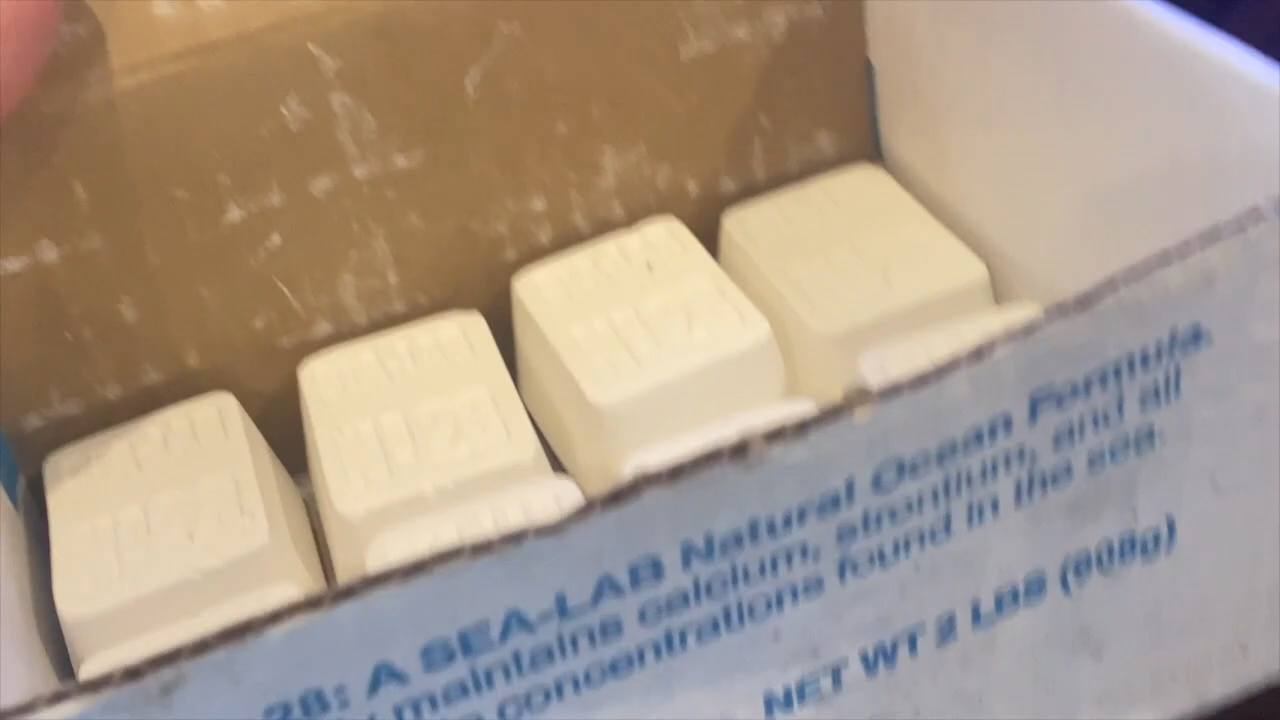 28: A SEA-LAB Natural Ocean Formula.
maintains calcium, strontium, and all
concentrations found in the sea.
NET WT 2 LBS (908g)